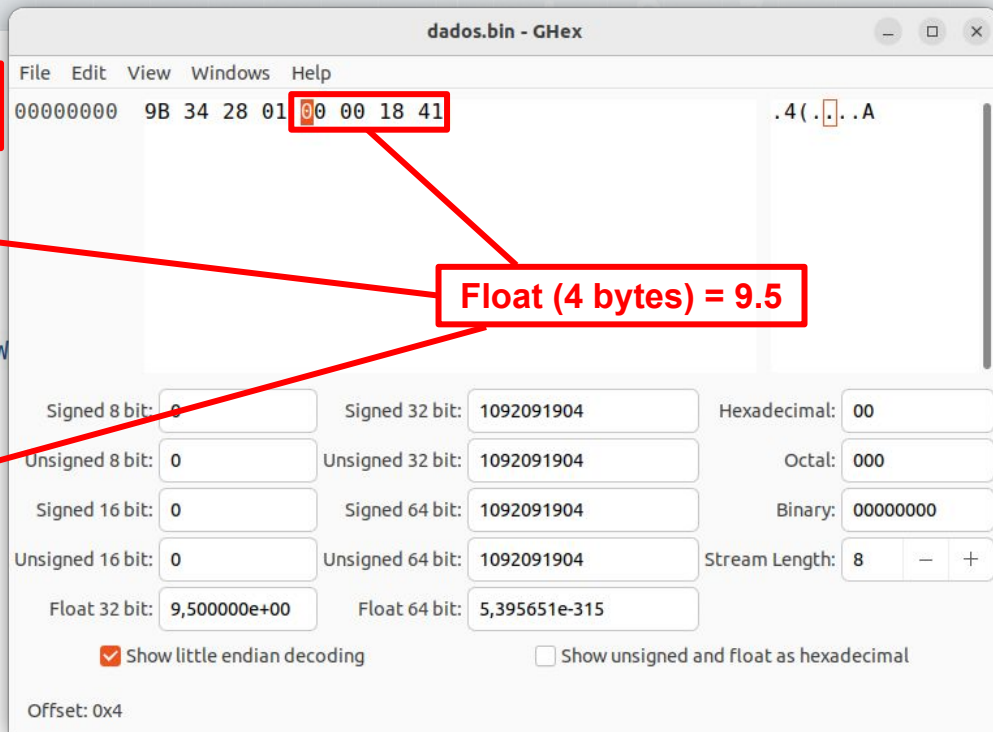 dados.bin - GHex
File Edit View Windows Help
00000000 9B 34 28 01 00 00 18 41 .4(....A
Float (4 bytes) = 9.5
Signed 8 bit: 0 Signed 32 bit: 1092091904 Hexadecimal: 00
Unsigned 8 bit: 0 Unsigned 32 bit: 1092091904 Octal: 000
Signed 16 bit: 0 Signed 64 bit: 1092091904 Binary: 00000000
Unsigned 16 bit: 0 Unsigned 64 bit: 1092091904 Stream Length: 8 − +
Float 32 bit: 9,500000e+00 Float 64 bit: 5,395651e-315
Show little endian decoding Show unsigned and float as hexadecimal
Offset: 0x4